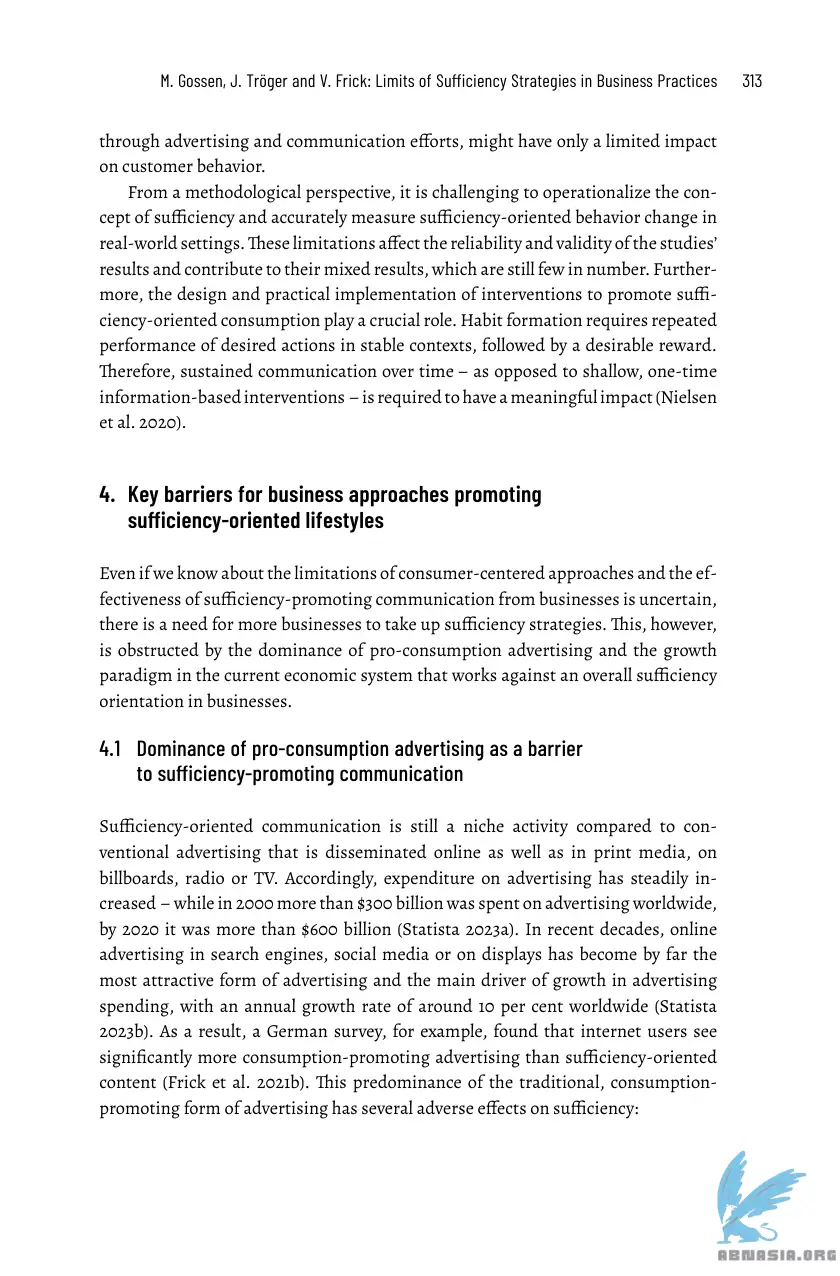 M. Gossen, J. Tröger and V. Frick: Limits of Sufficiency Strategies in Business Practices 313
through advertising and communication efforts, might have only a limited impact
on customer behavior.
From a methodological perspective, it is challenging to operationalize the con-
cept of sufficiency and accurately measure sufficiency-oriented behavior change in
real-world settings. These limitations affect the reliability and validity of the studies’
results and contribute to their mixed results, which are still few in number. Further-
more, the design and practical implementation of interventions to promote suffi-
ciency-oriented consumption play a crucial role. Habit formation requires repeated
performance of desired actions in stable contexts, followed by a desirable reward.
Therefore, sustained communication over time – as opposed to shallow, one-time
information-based interventions – is required to have a meaningful impact (Nielsen
et al. 2020).
4. Key barriers for business approaches promoting
sufficiency-oriented lifestyles
Even if we know about the limitations of consumer-centered approaches and the ef-
fectiveness of sufficiency-promoting communication from businesses is uncertain,
there is a need for more businesses to take up sufficiency strategies. This, however,
is obstructed by the dominance of pro-consumption advertising and the growth
paradigm in the current economic system that works against an overall sufficiency
orientation in businesses.
4.1 Dominance of pro-consumption advertising as a barrier
to sufficiency-promoting communication
Sufficiency-oriented communication is still a niche activity compared to con-
ventional advertising that is disseminated online as well as in print media, on
billboards, radio or TV. Accordingly, expenditure on advertising has steadily in-
creased – while in 2000 more than $300 billion was spent on advertising worldwide,
by 2020 it was more than $600 billion (Statista 2023a). In recent decades, online
advertising in search engines, social media or on displays has become by far the
most attractive form of advertising and the main driver of growth in advertising
spending, with an annual growth rate of around 10 per cent worldwide (Statista
2023b). As a result, a German survey, for example, found that internet users see
significantly more consumption-promoting advertising than sufficiency-oriented
content (Frick et al. 2021b). This predominance of the traditional, consumption-
promoting form of advertising has several adverse effects on sufficiency:
ABNASIA.ORG